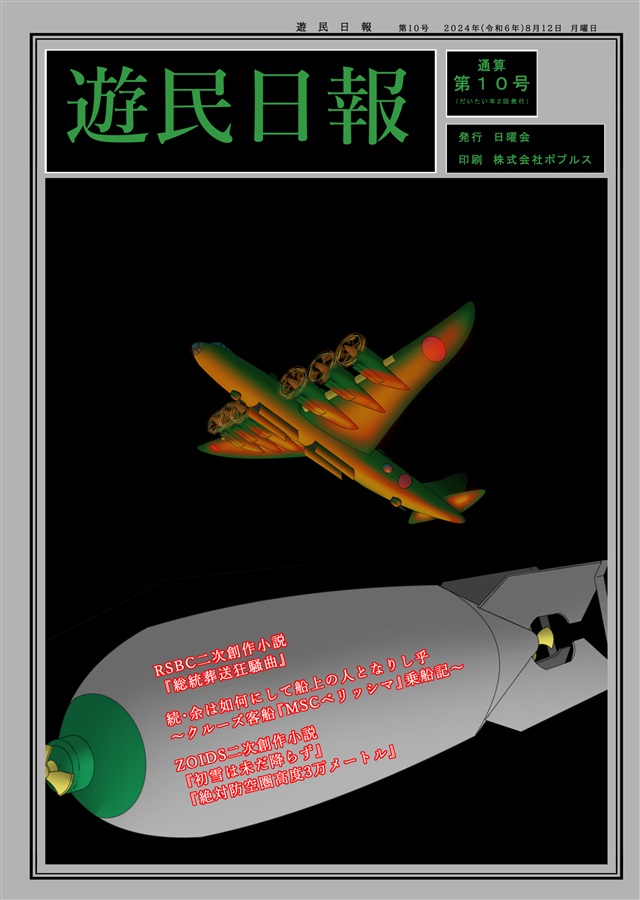 遊民日報 第10号 2024年(令和6年)8月12日 月曜日
遊民日報
通算
第10号
(だいたい年2回発行)
発行 日曜会
印刷 株式会社ポプルス
RSBC二次創作小説
『総統葬送狂騒曲』
続・余は如何にして船上の人となりし乎
～クルーズ客船『MSCベリッシマ』乗船記～
ZOIDS二次創作小説
『初雪は未だ降らず』
『絶対防空圏高度3万メートル』